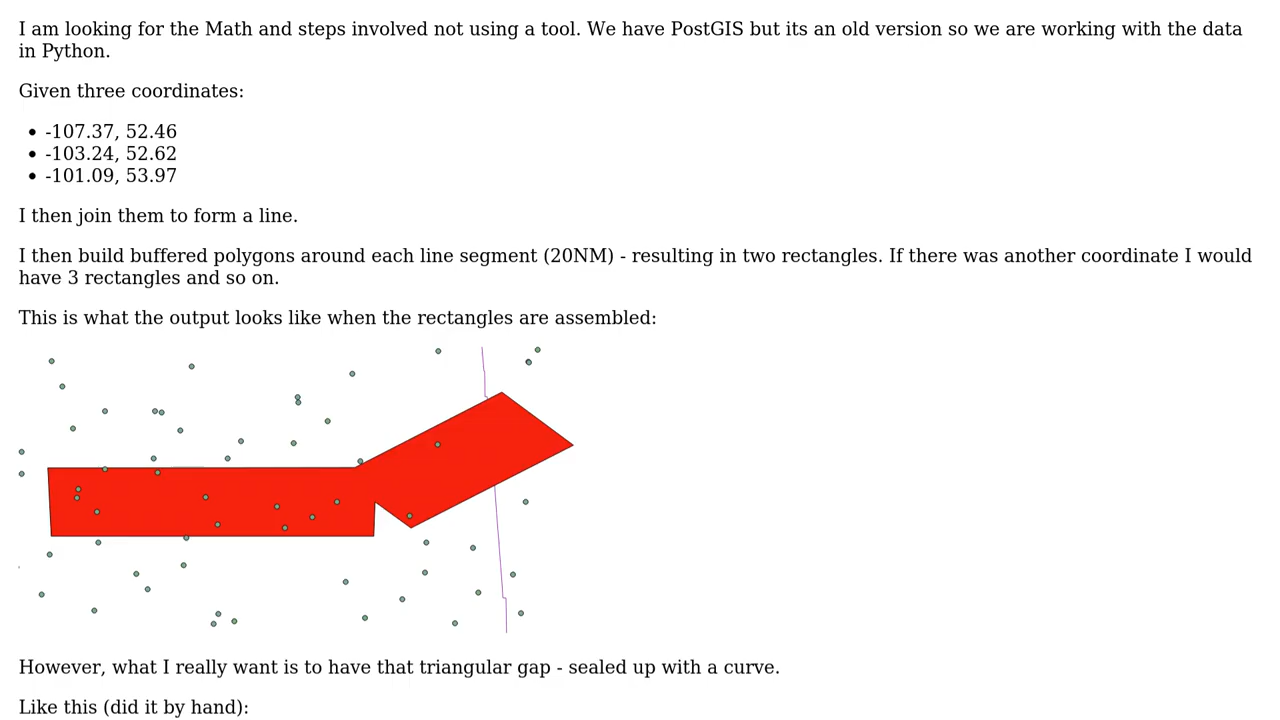 I am looking for the Math and steps involved not using a tool. We have PostGIS but its an old version so we are working with the data
in Python.
Given three coordinates:
• -107.37, 52.46
• -103.24, 52.62
• -101.09, 53.97
I then join them to form a line.
I then build buffered polygons around each line segment (20NM) - resulting in two rectangles. If there was another coordinate I would
have 3 rectangles and so on.
This is what the output looks like when the rectangles are assembled:
However, what I really want is to have that triangular gap - sealed up with a curve.
Like this (did it by hand):